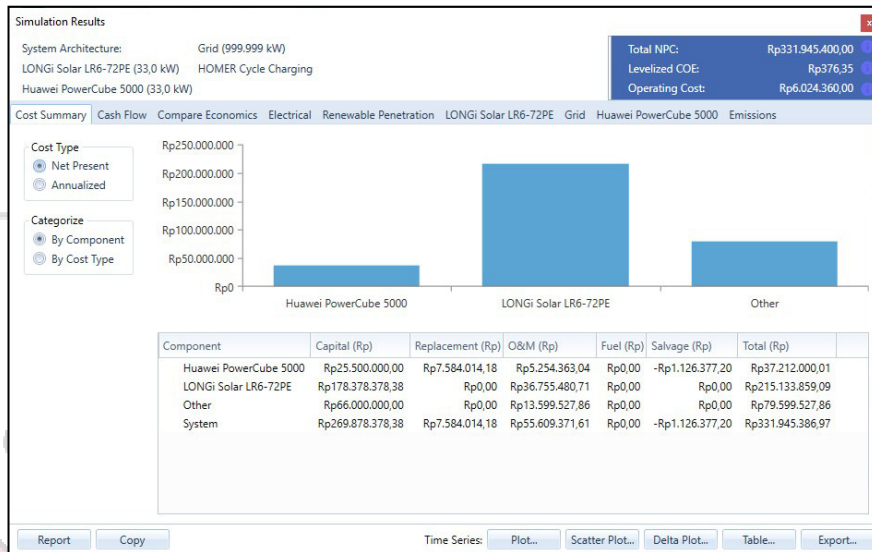 Simulation Results
x
System Architecture:
Grid (999.999 kW)
LONGi Solar LR6-72PE (33,0 kW)
HOMER Cycle Charging
Huawei PowerCube 5000 (33,0 kW)
Total NPC: Rp331.945.400,00
Levelized COE: Rp376,35
Operating Cost: Rp6.024.360,00
Cost Summary Cash Flow Compare Economics Electrical Renewable Penetration LONGi Solar LR6-72PE Grid Huawei PowerCube 5000 Emissions
Cost Type
Net Present
Annualized
Categorize
By Component
By Cost Type
Rp250.000.000
Rp200.000.000
Rp150.000.000
Rp100.000.000
Rp50.000.000
Rp0
Huawei PowerCube 5000 LONGi Solar LR6-72PE Other
Component Capital (Rp) Replacement (Rp) O&M (Rp) Fuel (Rp) Salvage (Rp) Total (Rp)
Huawei PowerCube 5000 Rp25.500.000,00 Rp7.584.014,18 Rp5.254.363,04 Rp0,00 -Rp1.126.377,20 Rp37.212.000,01
LONGi Solar LR6-72PE Rp178.378.378,38 Rp0,00 Rp36.755.480,71 Rp0,00 Rp0,00 Rp215.133.859,09
Other Rp66.000.000,00 Rp0,00 Rp13.599.527,86 Rp0,00 Rp0,00 Rp79.599.527,86
System Rp269.878.378,38 Rp7.584.014,18 Rp55.609.371,61 Rp0,00 -Rp1.126.377,20 Rp331.945.386,97
Report Copy Time Series: Plot... Scatter Plot... Delta Plot... Table... Export...